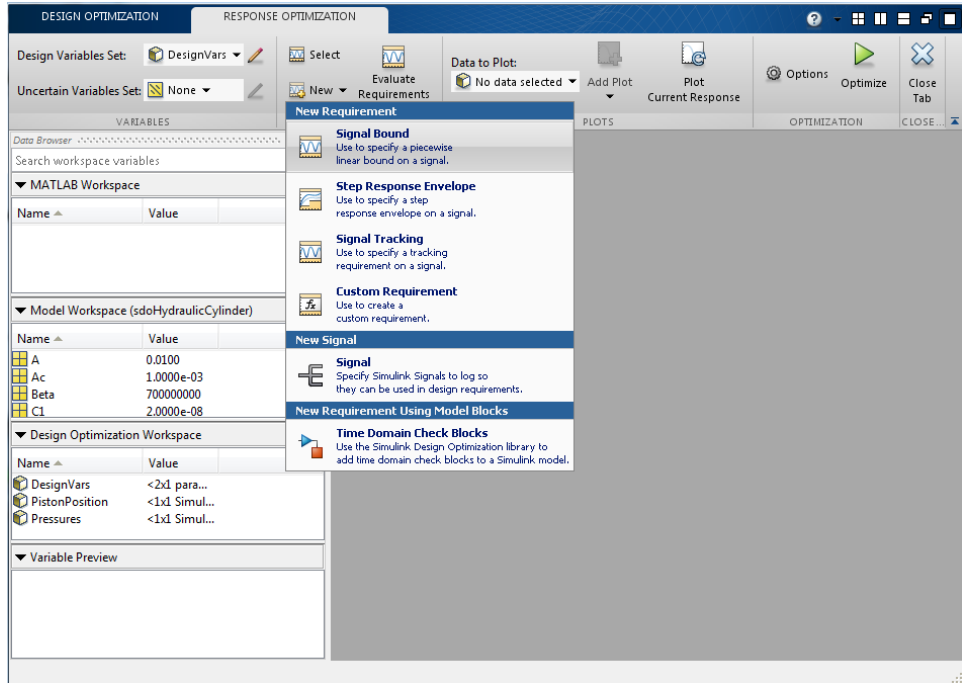 DESIGN OPTIMIZATION
RESPONSE OPTIMIZATION
Design Variables Set: DesignVars
Uncertain Variables Set: None
VARIABLES
Select
New
Evaluate
Requirements
Data to Plot:
No data selected
Add Plot
Plot
Current Response
PLOTS
Options
Optimize
OPTIMIZATION
Close
Tab
CLOSE...
Data Browser
Search workspace variables
MATLAB Workspace
Name Value
Model Workspace (sdoHydraulicCylinder)
Name Value
A 0.0100
Ac 1.0000e-03
Beta 700000000
C1 2.0000e-08
Design Optimization Workspace
Name Value
DesignVars <2x1 para...
PistonPosition <1x1 Simul...
Pressures <1x1 Simul...
Variable Preview
New Requirement
Signal Bound
Use to specify a piecewise
linear bound on a signal.
Step Response Envelope
Use to specify a step
response envelope on a signal.
Signal Tracking
Use to specify a tracking
requirement on a signal.
Custom Requirement
Use to create a
custom requirement.
New Signal
Signal
Specify Simulink Signals to log so
they can be used in design requirements.
New Requirement Using Model Blocks
Time Domain Check Blocks
Use the Simulink Design Optimization library to
add time domain check blocks to a Simulink model.